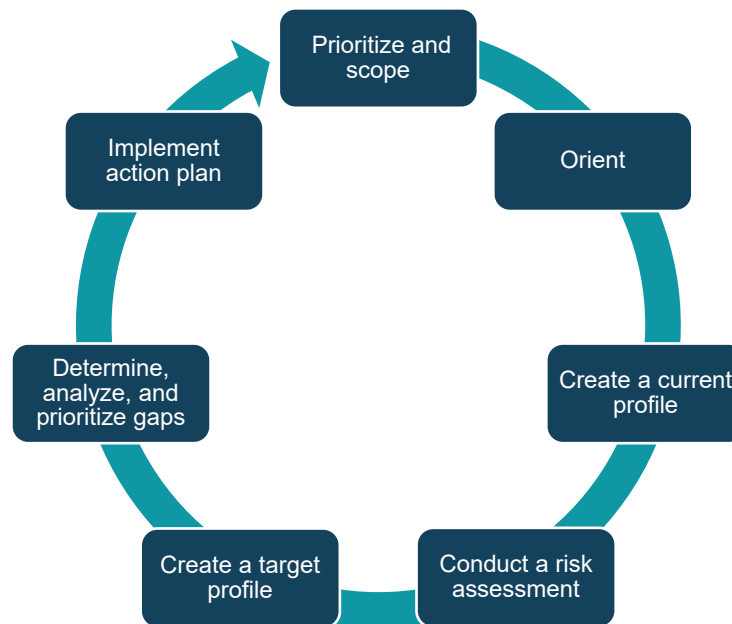 Prioritize and
scope
Orient
Create a current
profile
Conduct a risk
assessment
Create a target
profile
Determine,
analyze, and
prioritize gaps
Implement
action plan